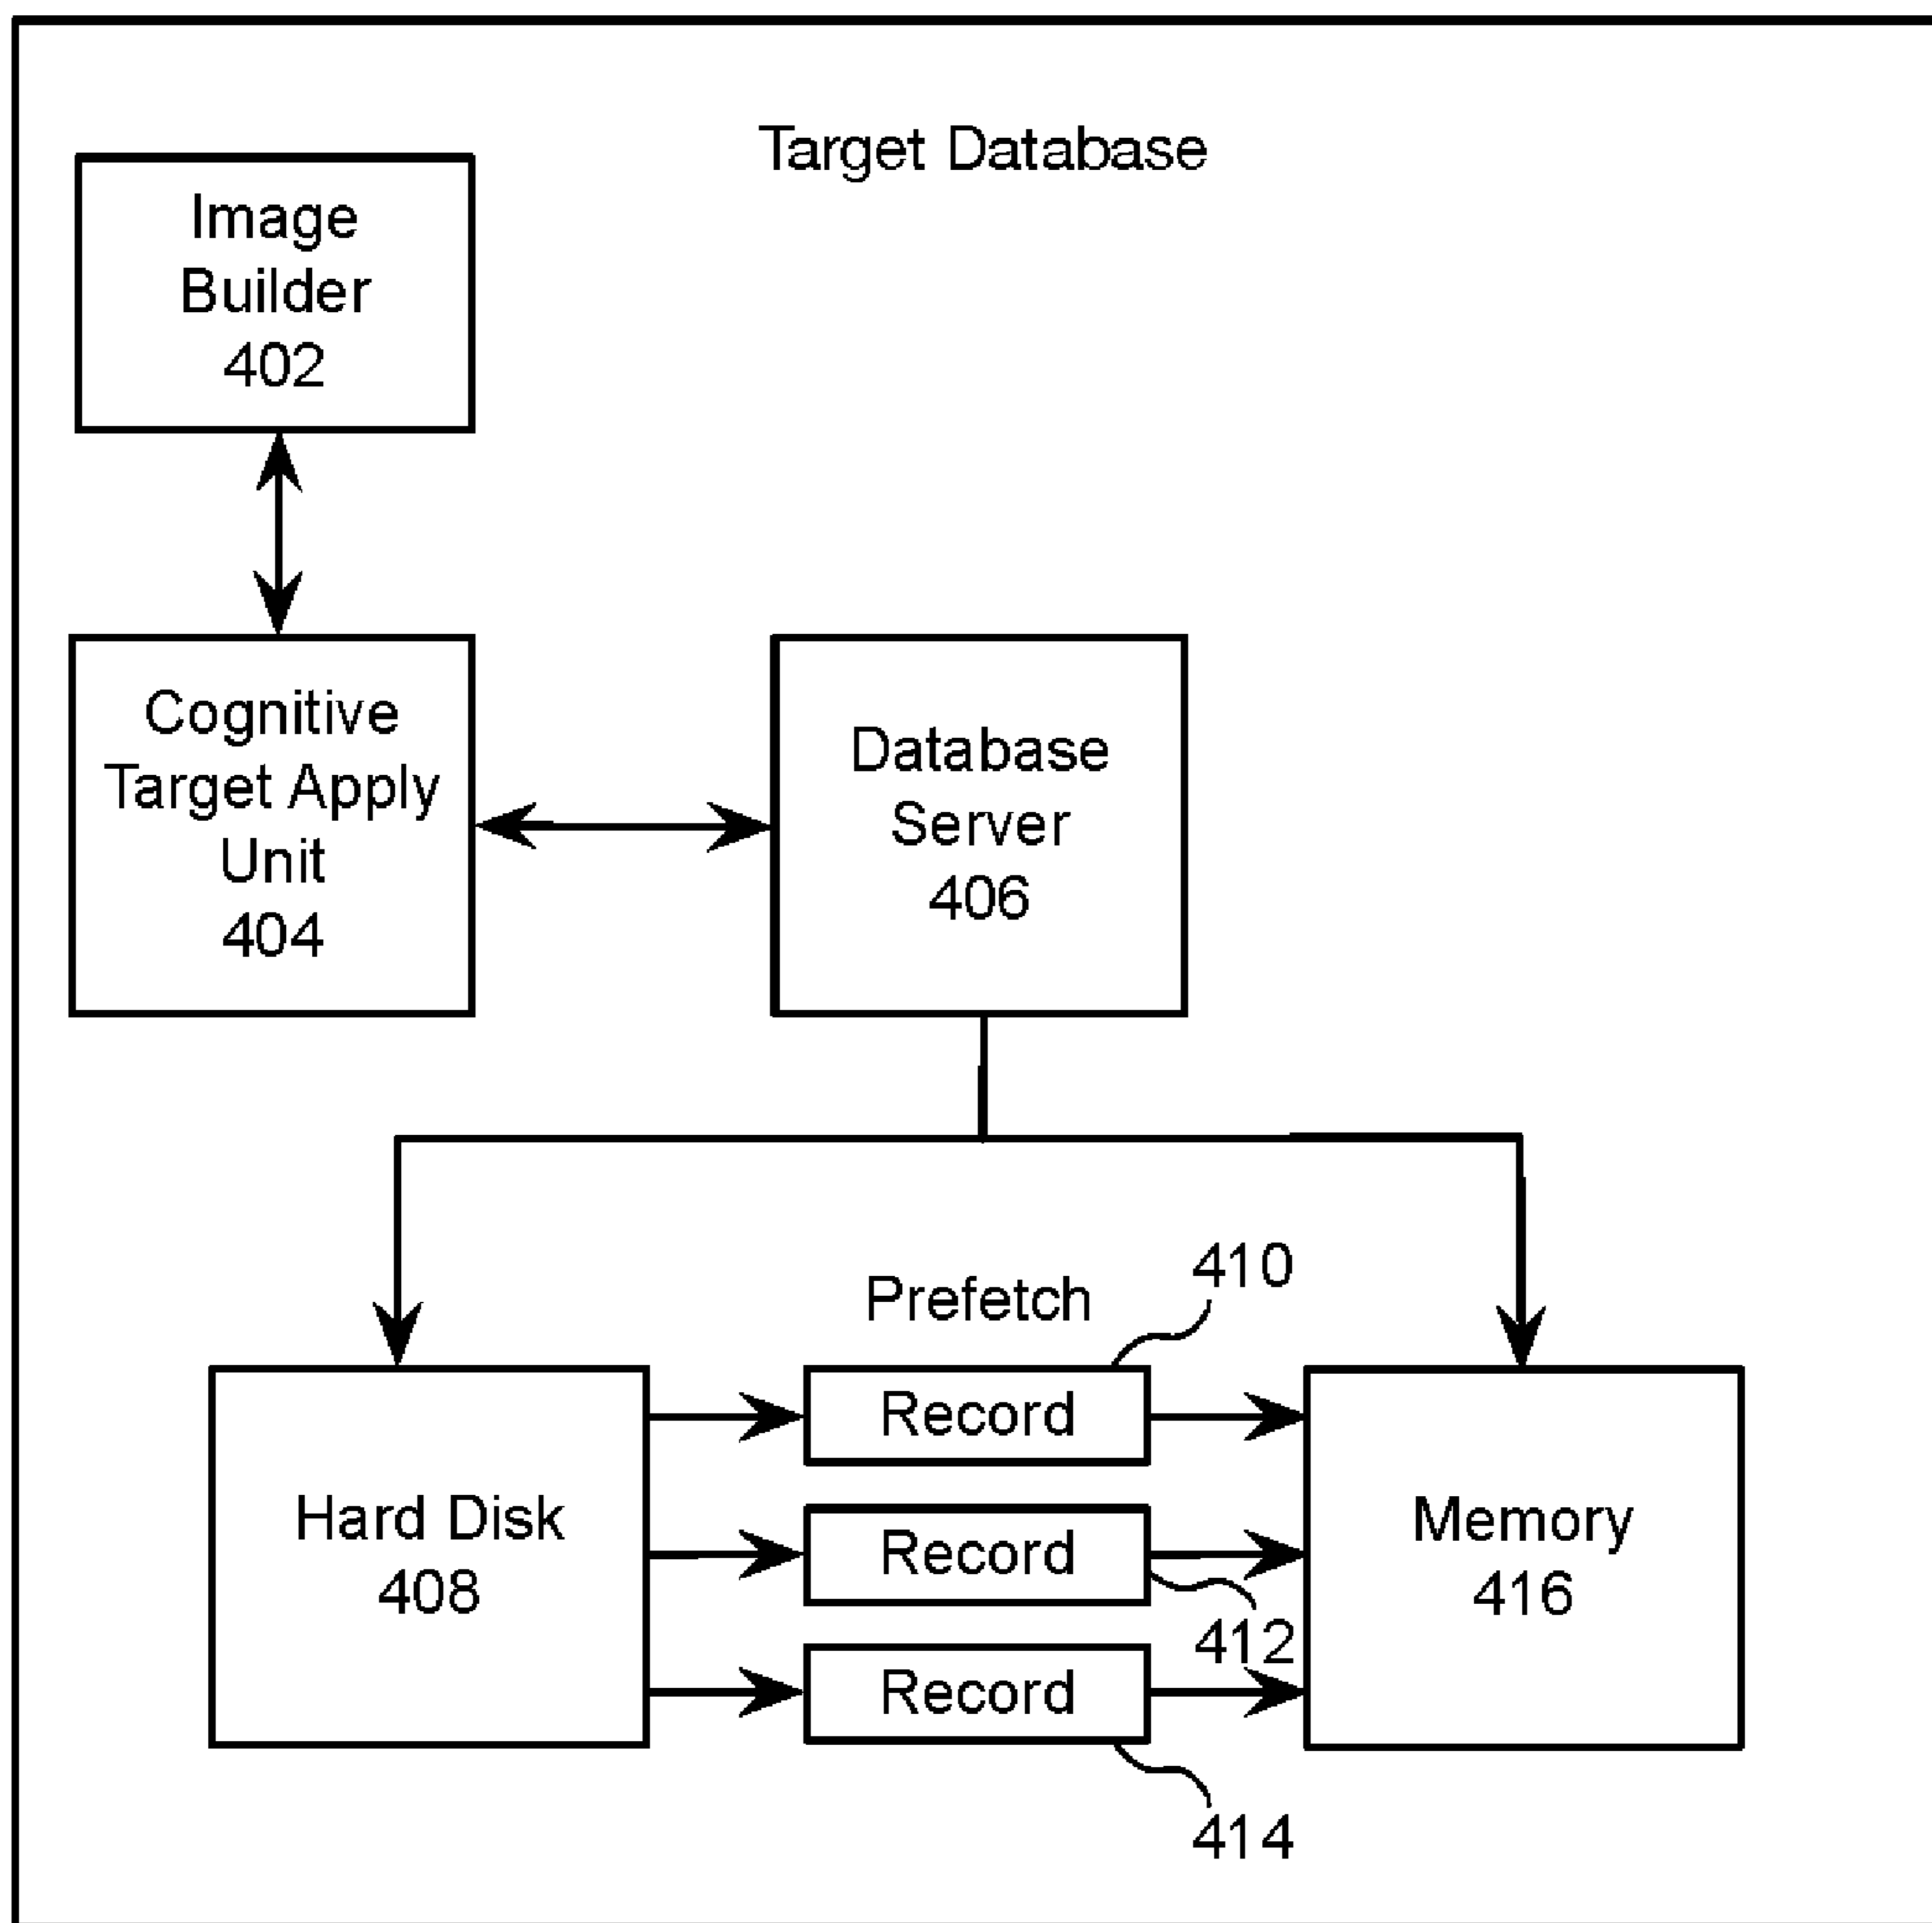 Target Database
Image
Builder
402
Cognitive
Target Apply
Unit
404
Database
Server
406
Prefetch
410
Hard Disk
408
Record
Record
412
Record
414
Memory
416